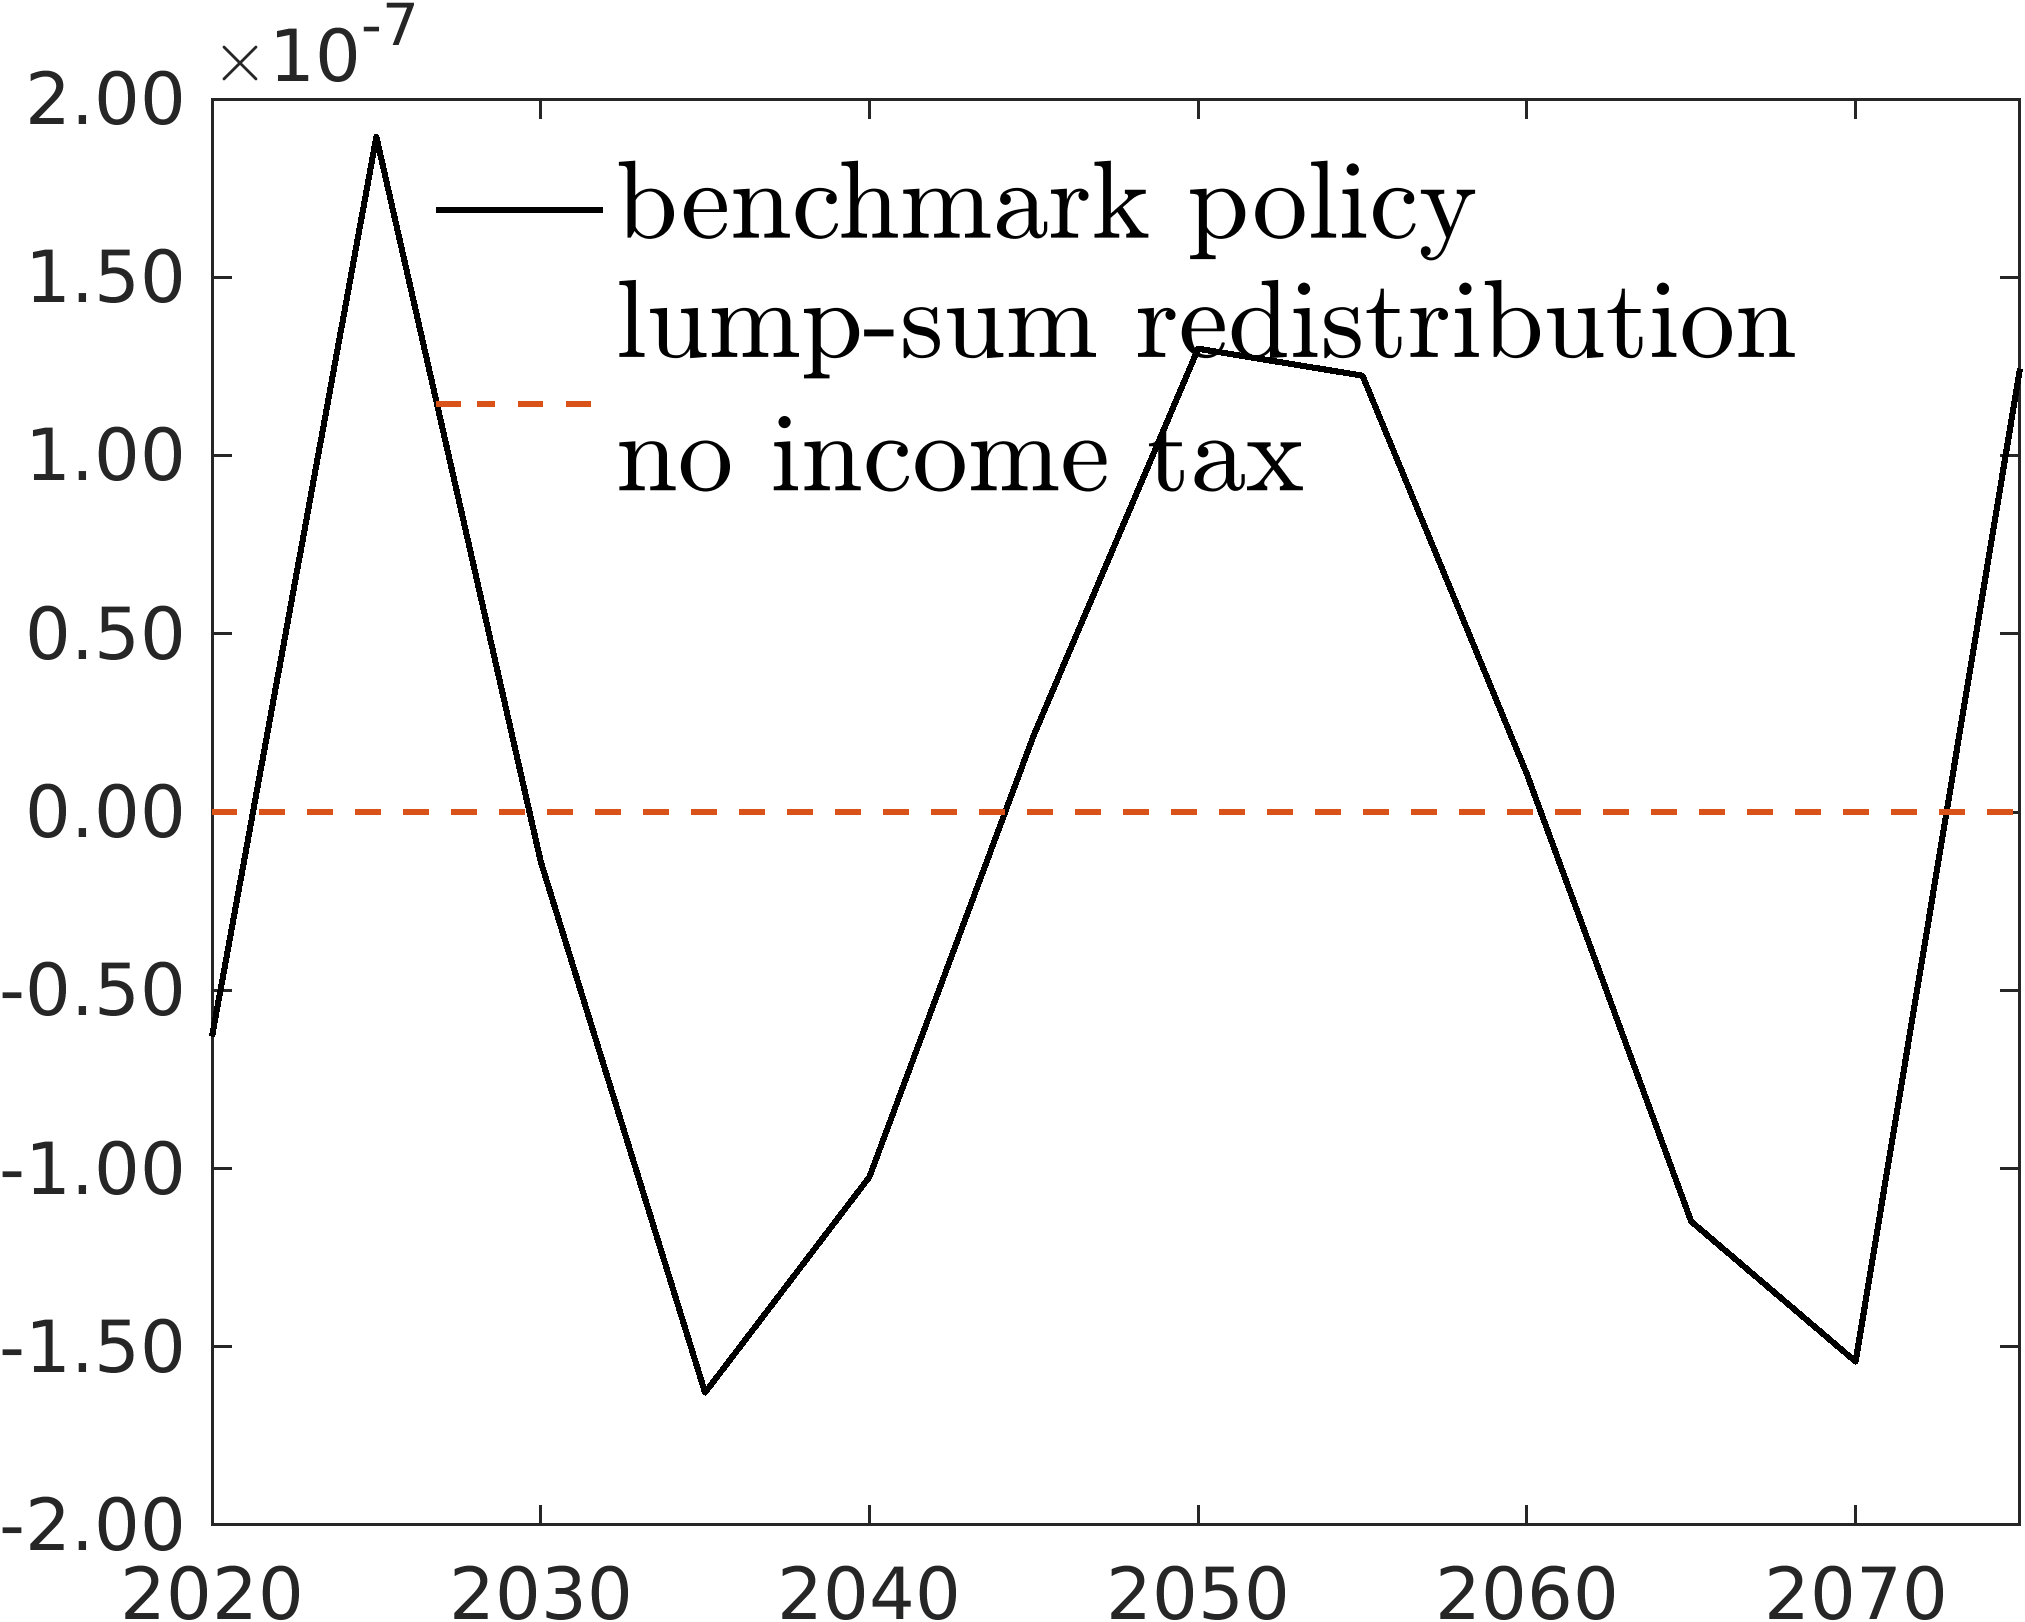 ×10-7
2.00
benchmark policy
1.50
lump-sum redistribution
1.00
no income tax
0.50
0.00
-0.50
-1.00
-1.50
-2.00
2020 2030 2040 2050 2060 2070